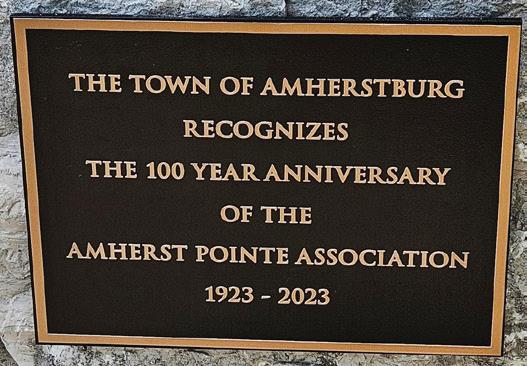 THE TOWN OF AMHERSTBURG
RECOGNIZES
THE 100 YEAR ANNIVERSARY
OF THE
AMHERST POINTE ASSOCIATION
1923 - 2023